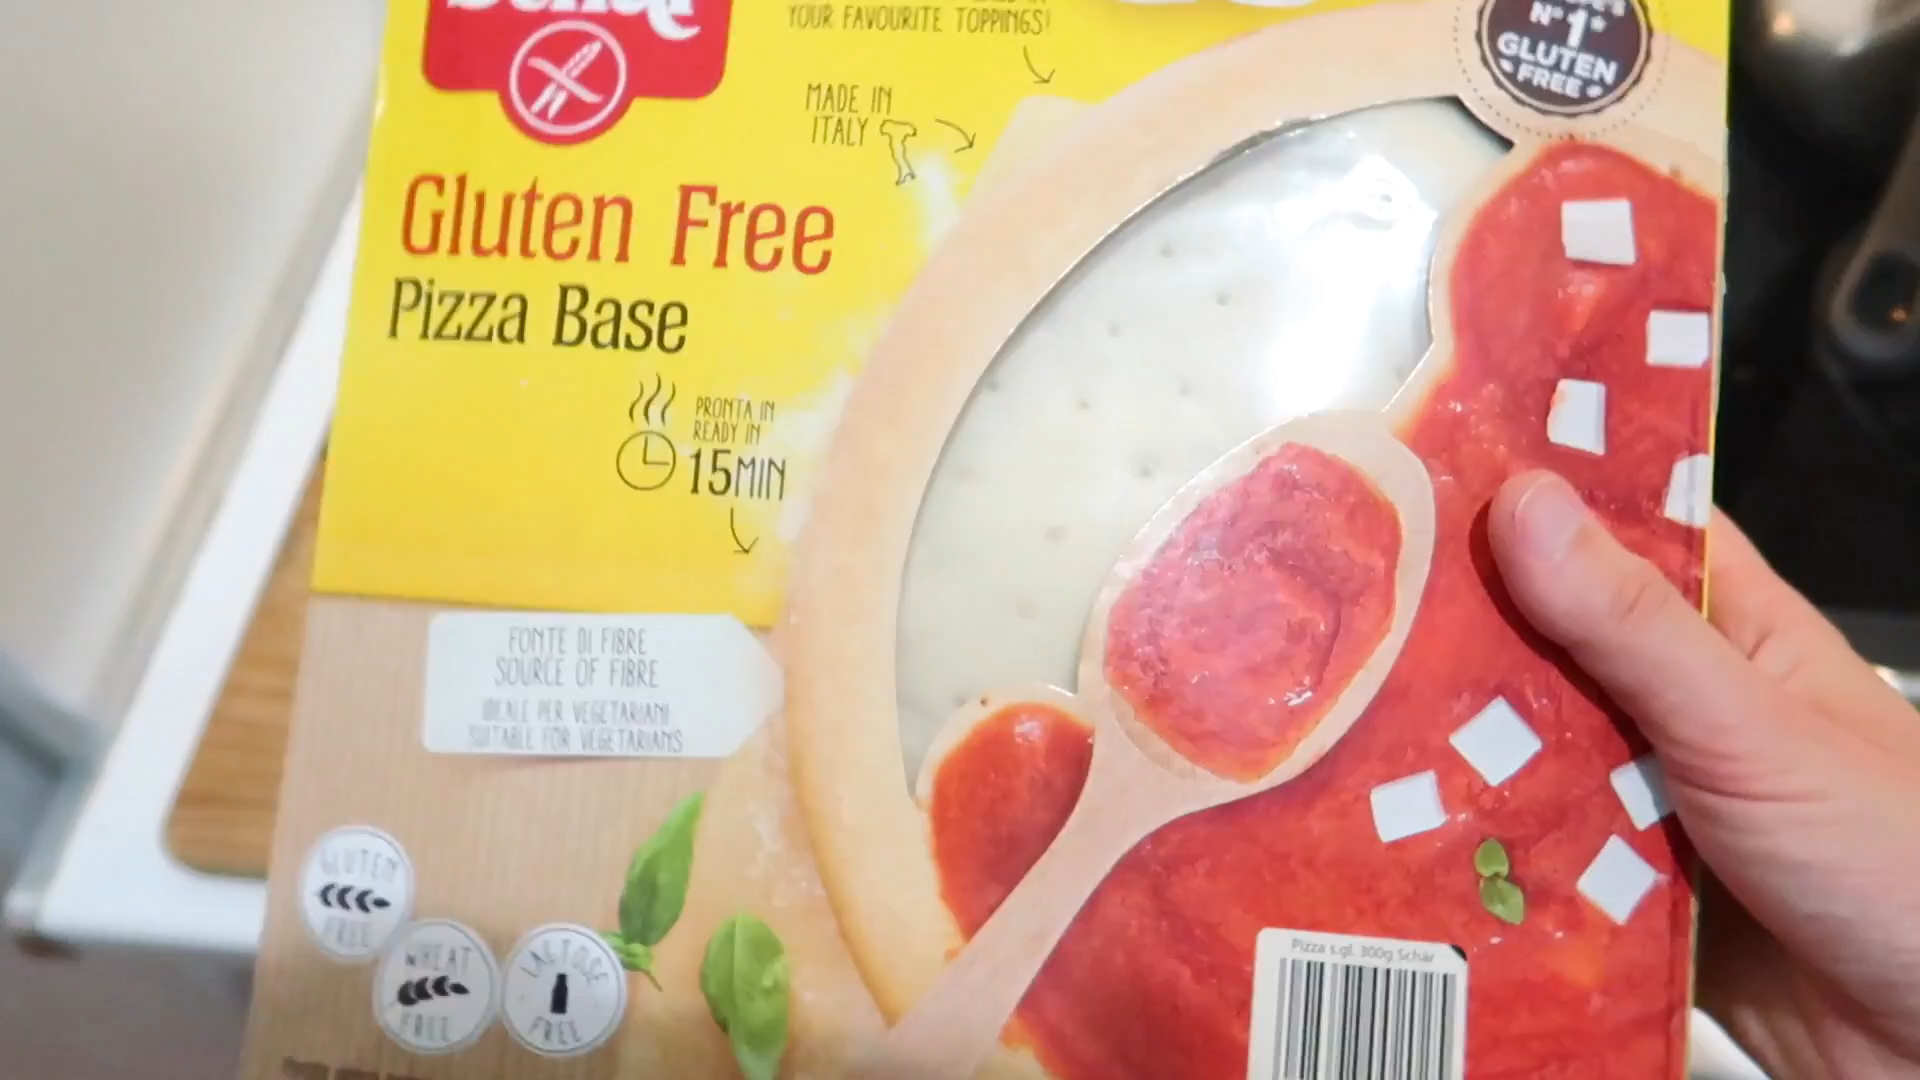 YOUR FAVOURITE TOPPINGS!
MADE IN
ITALY
Gluten Free
Pizza Base
PRONTA IN
READY IN
15MIN
FONTE DI FIBRE
SOURCE OF FIBRE
IDEALE PER VEGETARIANI
SUITABLE FOR VEGETARIANS
GLUTEN
FREE
WHEAT
FREE
LACTOSE
FREE
N° 1*
GLUTEN
FREE
Pizza s.gl. 300g Schär